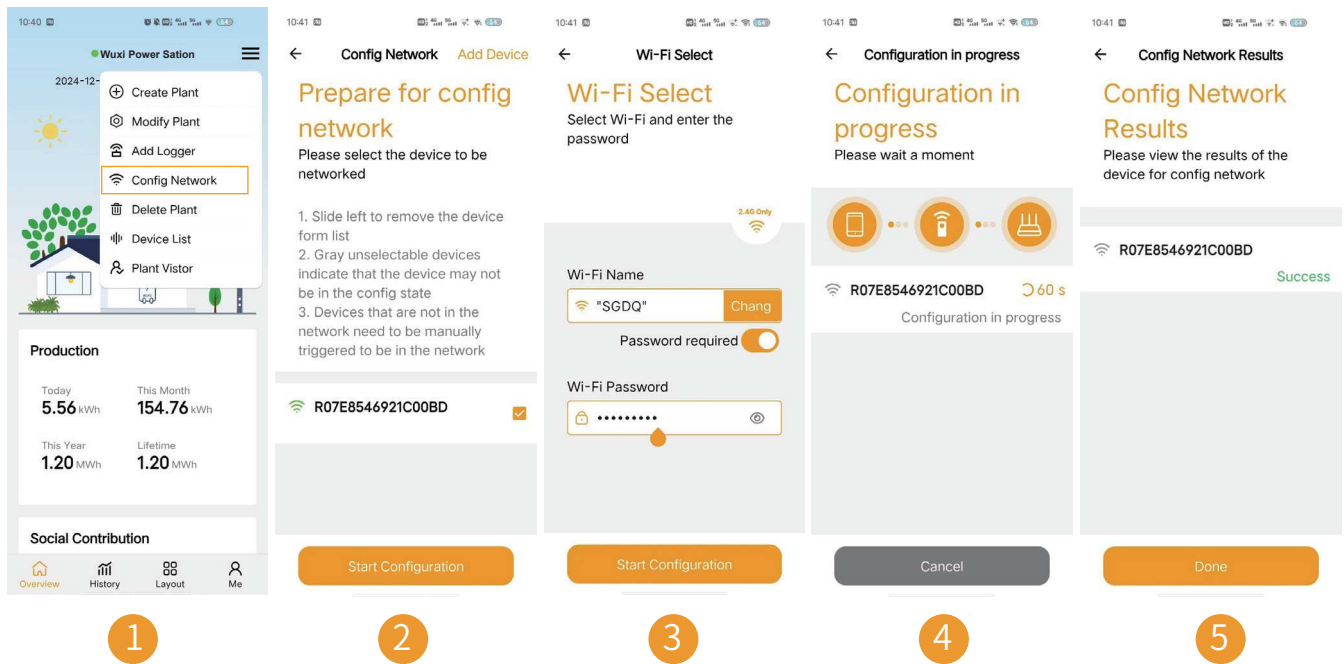 10:40
Wuxi Power Sation
2024-12-
Create Plant
Modify Plant
Add Logger
Config Network
Delete Plant
Device List
Plant Vistor
Production
Today
This Month
5.56 kWh
154.76 kWh
This Year
Lifetime
1.20 MWh
1.20 MWh
Social Contribution
Overview
History
Layout
Me
1
10:41
Config Network
Add Device
Prepare for config
network
Please select the device to be
networked
1. Slide left to remove the device
form list
2. Gray unselectable devices
indicate that the device may not
be in the config state
3. Devices that are not in the
network need to be manually
triggered to be in the network
R07E8546921C00BD
Start Configuration
2
10:41
Wi-Fi Select
Wi-Fi Select
Select Wi-Fi and enter the
password
2.4G Only
Wi-Fi Name
"SGDQ"
Chang
Password required
Wi-Fi Password
Start Configuration
3
10:41
Configuration in progress
Configuration in
progress
Please wait a moment
R07E8546921C00BD
60 s
Configuration in progress
Cancel
4
10:41
Config Network Results
Config Network
Results
Please view the results of the
device for config network
R07E8546921C00BD
Success
Done
5